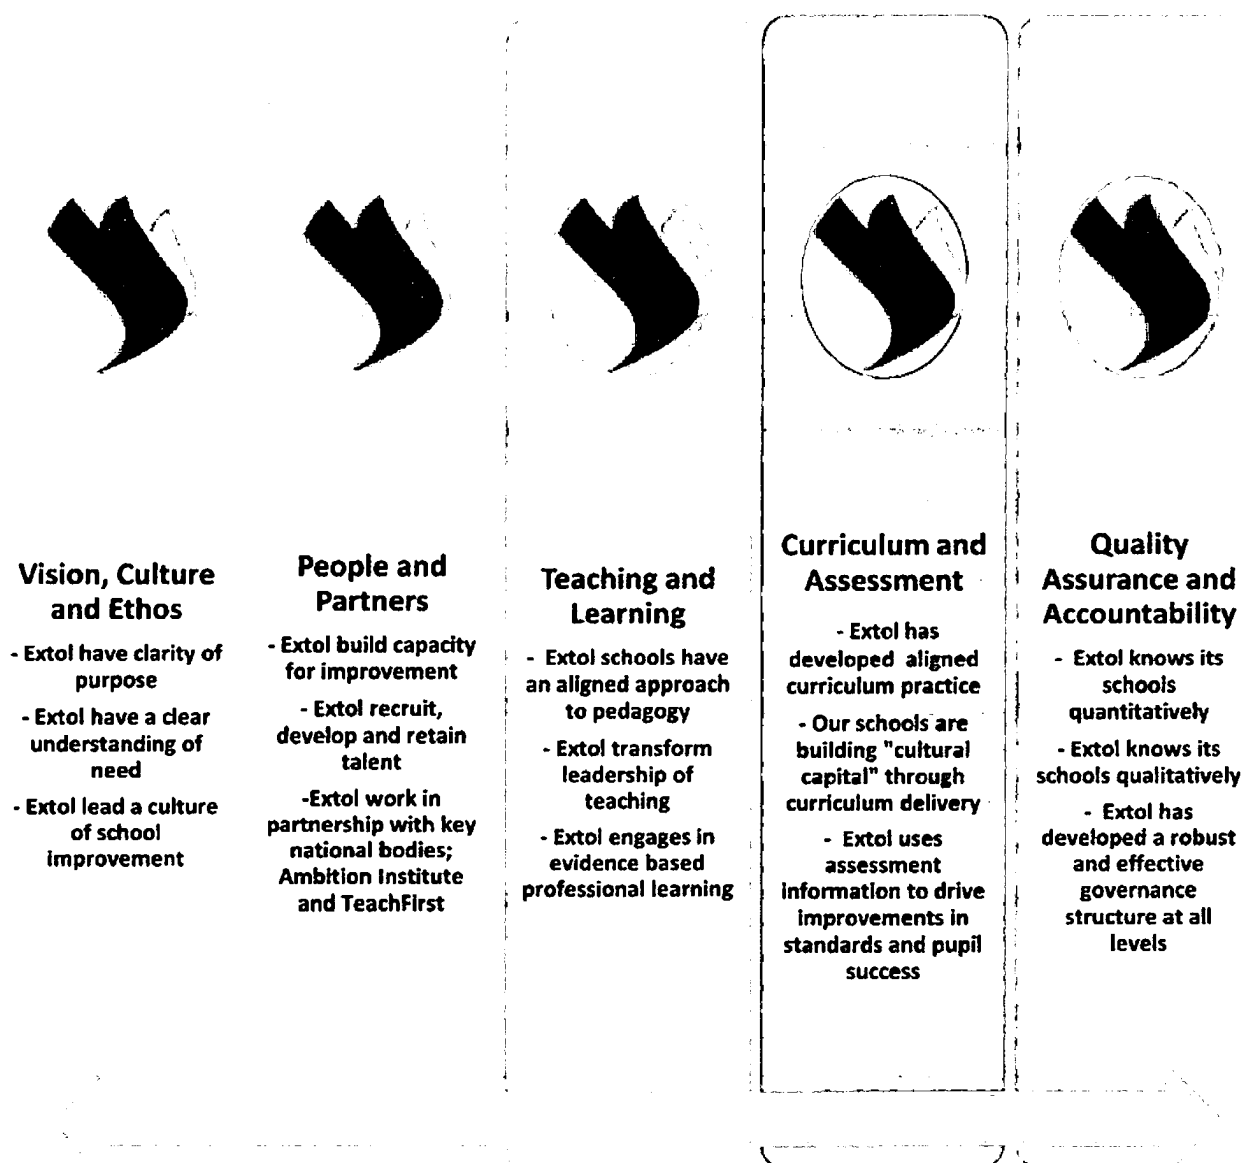 Vision, Culture
and Ethos
- Extol have clarity of
purpose
- Extol have a clear
understanding of
need
- Extol lead a culture
of school
improvement
People and
Partners
- Extol build capacity
for improvement
- Extol recruit,
develop and retain
talent
-Extol work in
partnership with key
national bodies;
Ambition Institute
and TeachFirst
Teaching and
Learning
- Extol schools have
an aligned approach
to pedagogy
- Extol transform
leadership of
teaching
- Extol engages in
evidence based
professional learning
Curriculum and
Assessment
- Extol has
developed aligned
curriculum practice
- Our schools are
building "cultural
capital" through
curriculum delivery
- Extol uses
assessment
information to drive
improvements in
standards and pupil
success
Quality
Assurance and
Accountability
- Extol knows its
schools
quantitatively
- Extol knows its
schools qualitatively
- Extol has
developed a robust
and effective
governance
structure at all
levels